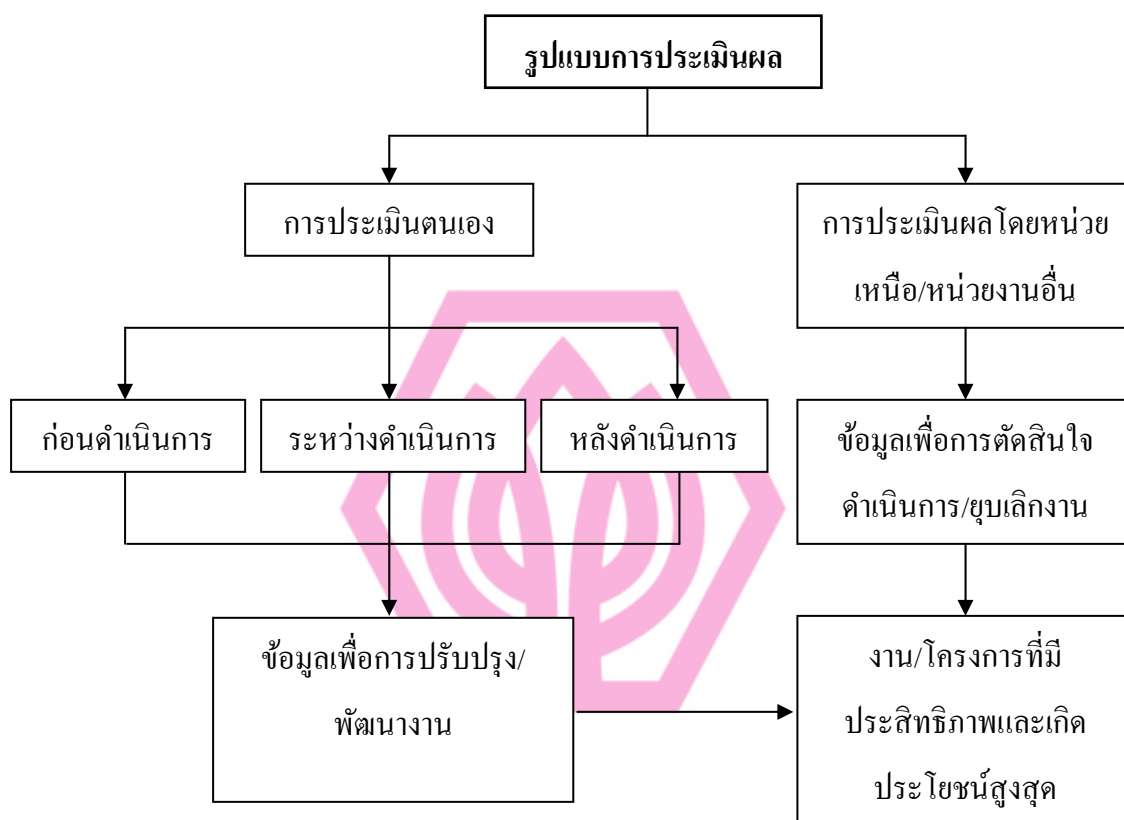 รูปแบบการประเมินผล
การประเมินตนเอง
การประเมินผลโดยหน่วย
เหนือ/หน่วยงานอื่น
ก่อนดำเนินการ
ระหว่างดำเนินการ
หลังดำเนินการ
ข้อมูลเพื่อการตัดสินใจ
ดำเนินการ/ยุบเลิกงาน
ข้อมูลเพื่อการปรับปรุง/
พัฒนางาน
งาน/โครงการที่มี
ประสิทธิภาพและเกิด
ประโยชน์สูงสุด